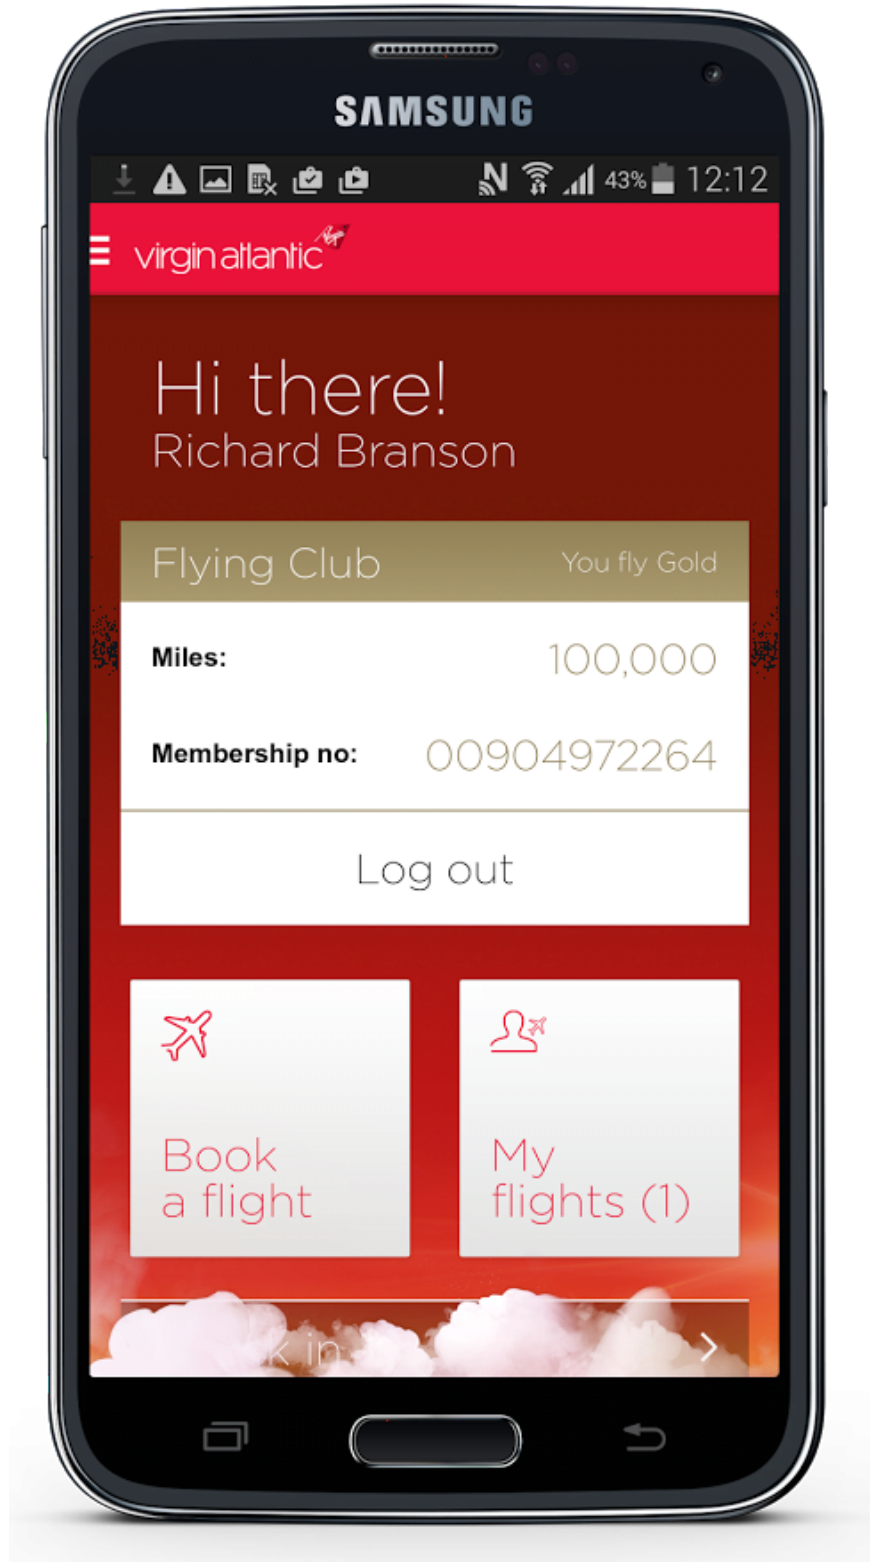 SAMSUNG
43% 12:12
virgin atlantic
Hi there!
Richard Branson
Flying Club You fly Gold
Miles: 100,000
Membership no: 00904972264
Log out
Book
a flight
My
flights (1)
k in